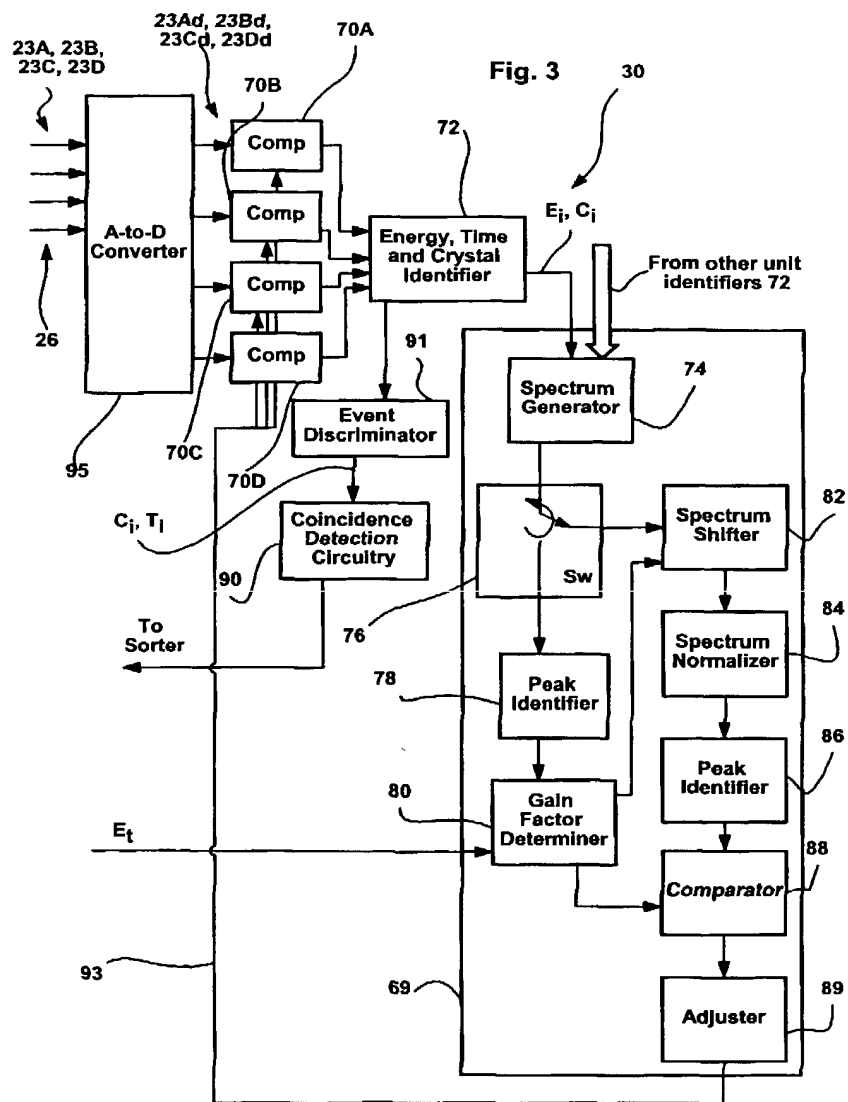 23A, 23B,
23C, 23D
23Ad, 23Bd,
23Cd, 23Dd
70A
70B
Fig. 3
30
72
A-to-D
Converter
Comp
Comp
Comp
Comp
Energy, Time
and Crystal
Identifier
Ei, Ci
From other unit
identifiers 72
26
95
70C
70D
91
Event
Discriminator
Spectrum
Generator
74
Ci, Ti
Coincidence
Detection
Circuitry
90
Sw
76
Spectrum
Shifter
82
To
Sorter
Spectrum
Normalizer
84
78
Peak
Identifier
Peak
Identifier
86
80
Gain
Factor
Determiner
Et
Comparator
88
93
69
Adjuster
89